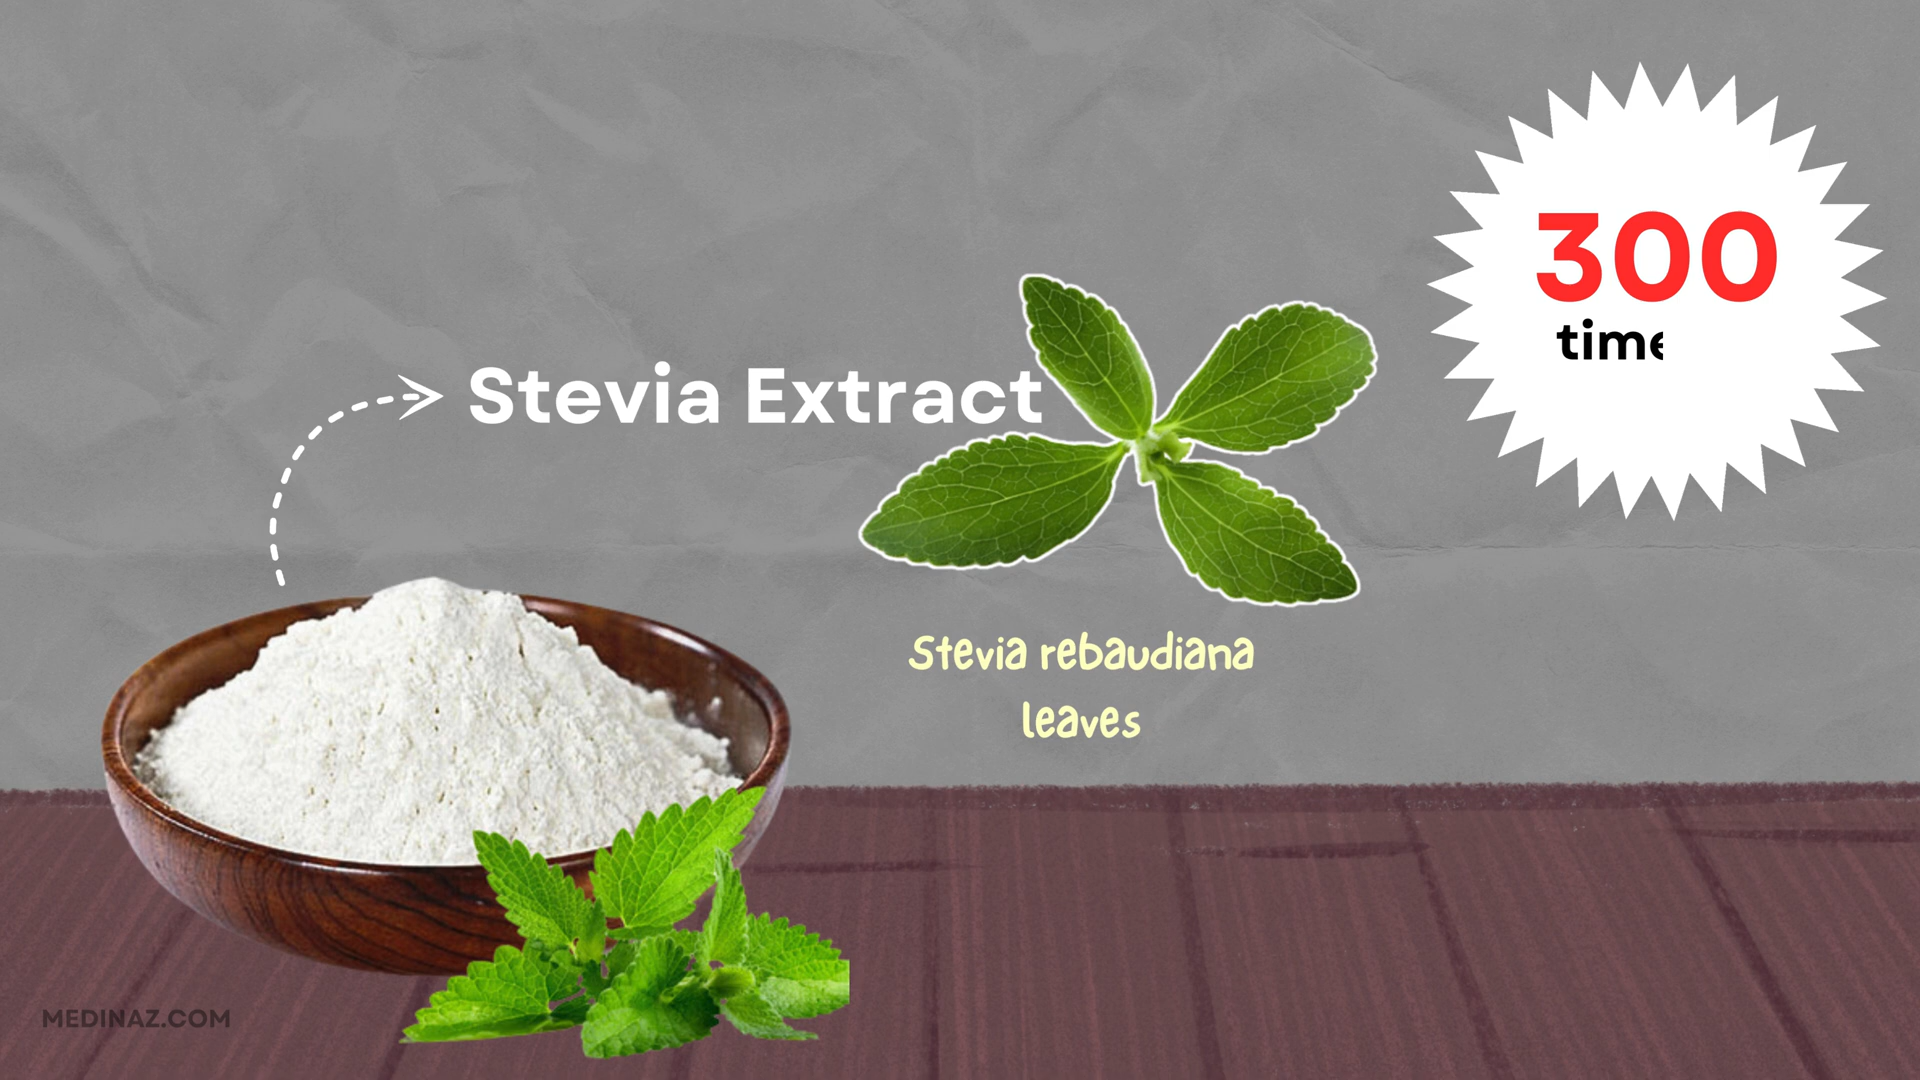 300
Stevia Extract
Stevia rebaudiana
leaves
MEDINAZ.COM